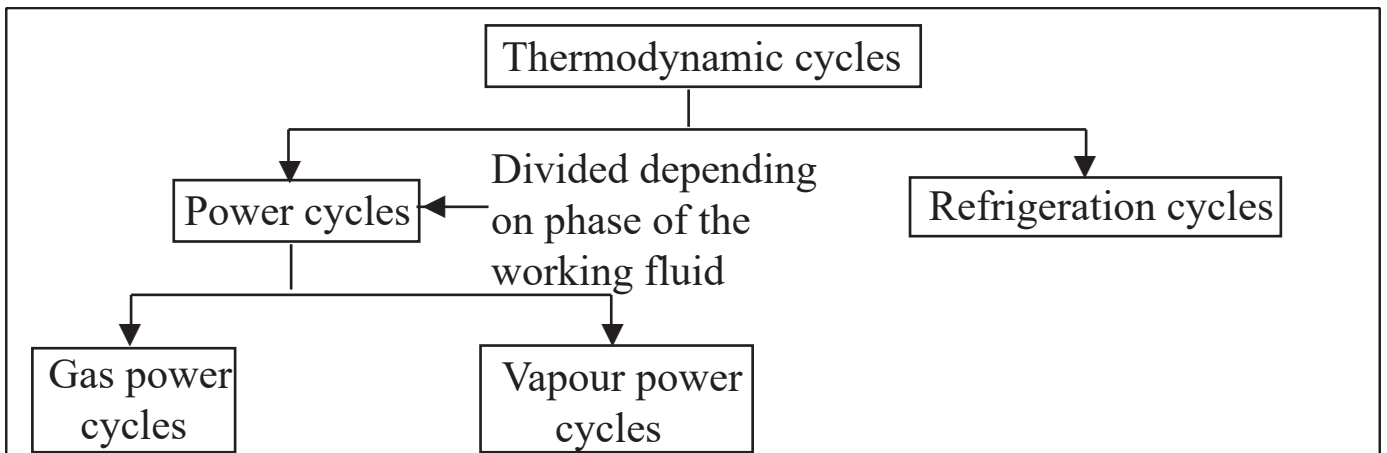 Thermodynamic cycles
Divided depending
on phase of the
working fluid
Power cycles
Refrigeration cycles
Gas power
cycles
Vapour power
cycles